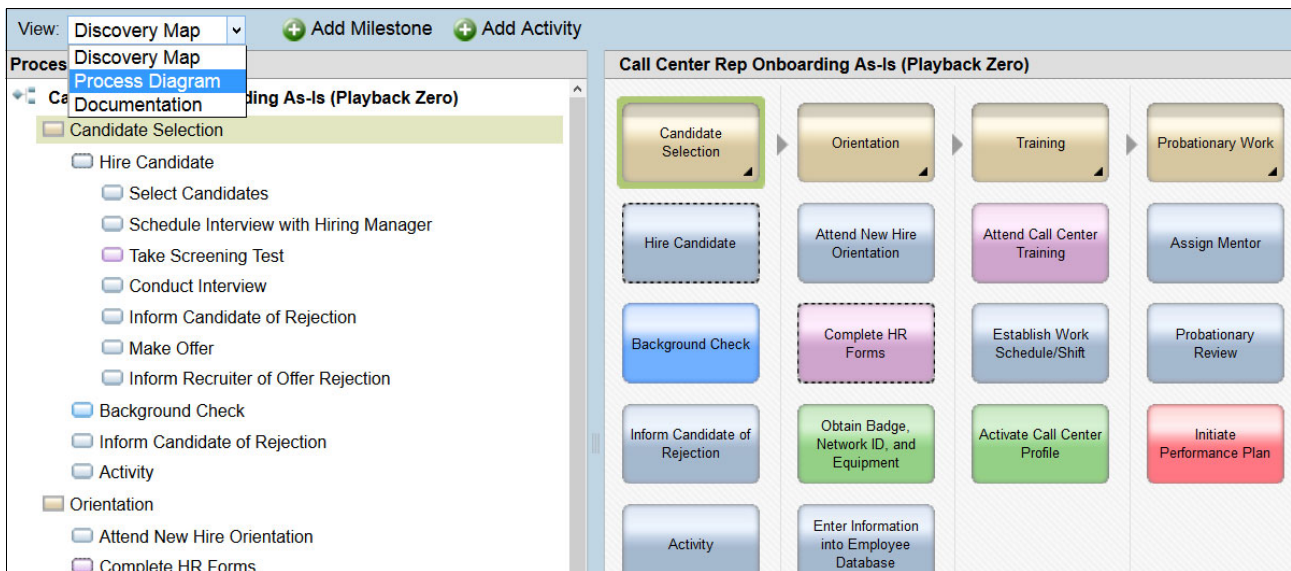 View: Discovery Map Add Milestone Add Activity
Discovery Map
Process Diagram
Documentation
Call Center Rep Onboarding As-Is (Playback Zero)
ding As-Is (Playback Zero)
Candidate Selection
Hire Candidate
Select Candidates
Schedule Interview with Hiring Manager
Take Screening Test
Conduct Interview
Inform Candidate of Rejection
Make Offer
Inform Recruiter of Offer Rejection
Background Check
Inform Candidate of Rejection
Activity
Orientation
Attend New Hire Orientation
Complete HR Forms
Candidate
Selection
Orientation
Training
Probationary Work
Hire Candidate
Attend New Hire
Orientation
Attend Call Center
Training
Assign Mentor
Background Check
Complete HR
Forms
Establish Work
Schedule/Shift
Probationary
Review
Inform Candidate of
Rejection
Obtain Badge,
Network ID, and
Equipment
Activate Call Center
Profile
Initiate
Performance Plan
Activity
Enter Information
into Employee
Database